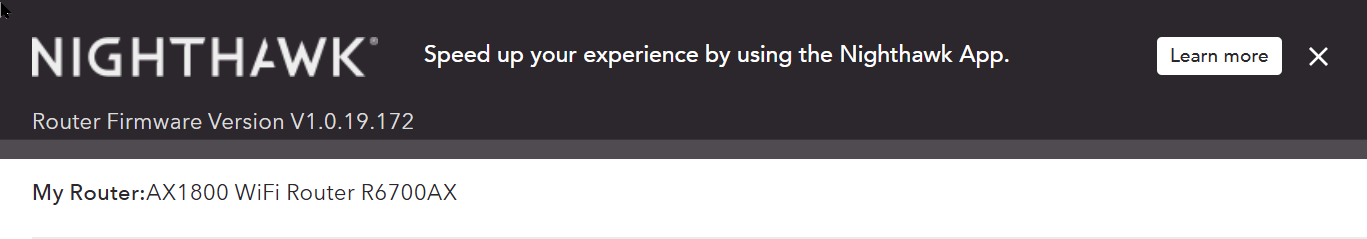 NIGHTHAWK®
Speed up your experience by using the Nighthawk App.
Learn more
Router Firmware Version V1.0.19.172
My Router:AX1800 WiFi Router R6700AX